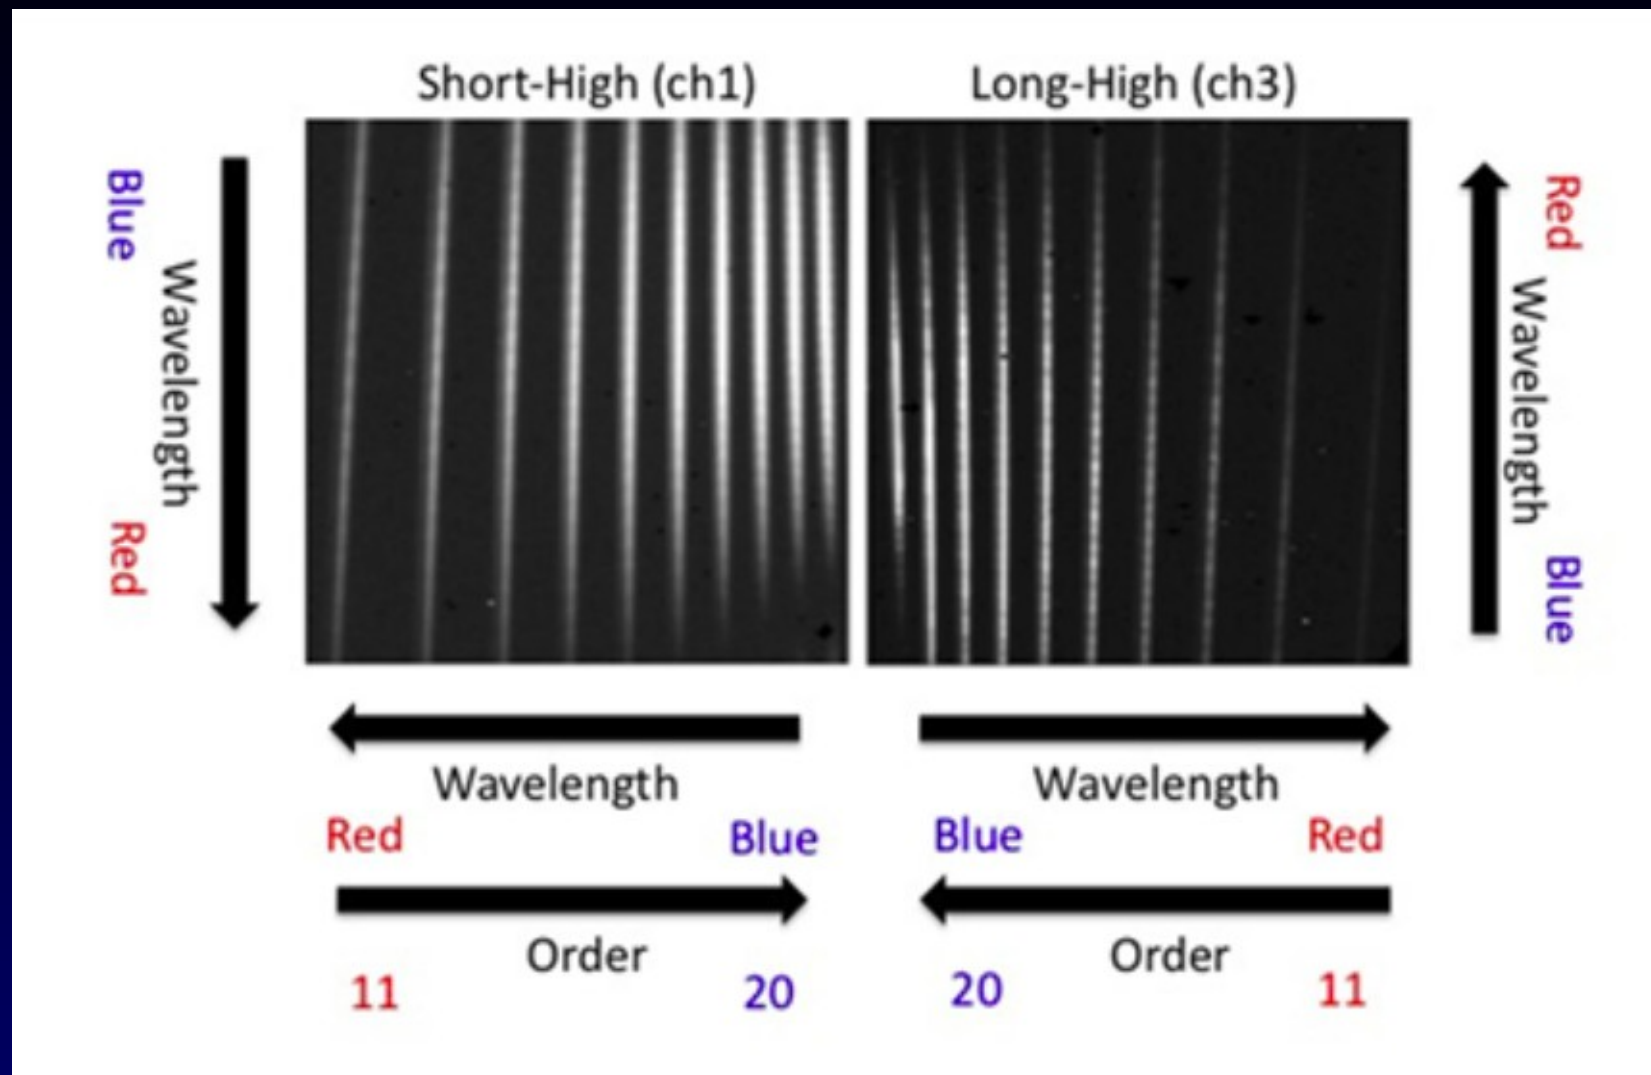 Short-High (ch1)
Long-High (ch3)
Blue
Wavelength
Red
Red
Wavelength
Blue
Wavelength
Wavelength
Red
Blue
Blue
Red
Order
Order
11
20
20
11